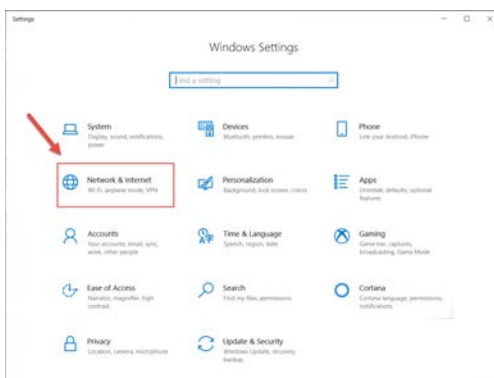 Settings
Windows Settings
Find a setting
System
Display, sound, notifications,
power
Devices
Bluetooth, printers, mouse
Phone
Link your Android, iPhone
Network & Internet
Wi-Fi, airplane mode, VPN
Personalization
Background, lock screen, colors
Apps
Uninstall, defaults, optional
features
Accounts
Your accounts, email, sync,
work, other people
Time & Language
Speech, region, date
Gaming
Game bar, captures,
broadcasting, Game Mode
Ease of Access
Narrator, magnifier, high
contrast
Search
Find my files, permissions
Cortana
Cortana language, permissions,
notifications
Privacy
Location, camera, microphone
Update & Security
Windows Update, recovery,
backup